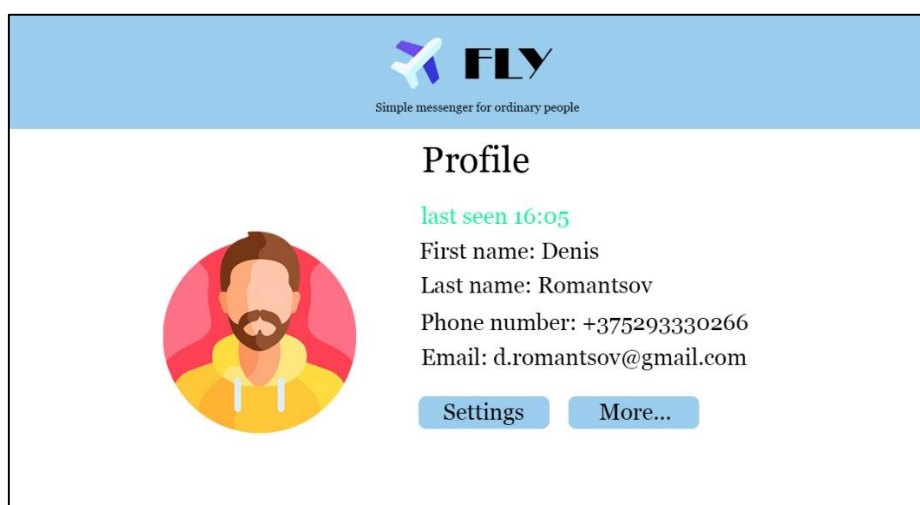 FLY
Simple messenger for ordinary people
Profile
last seen 16:05
First name: Denis
Last name: Romantsov
Phone number: +375293330266
Email: d.romantsov@gmail.com
Settings
More...